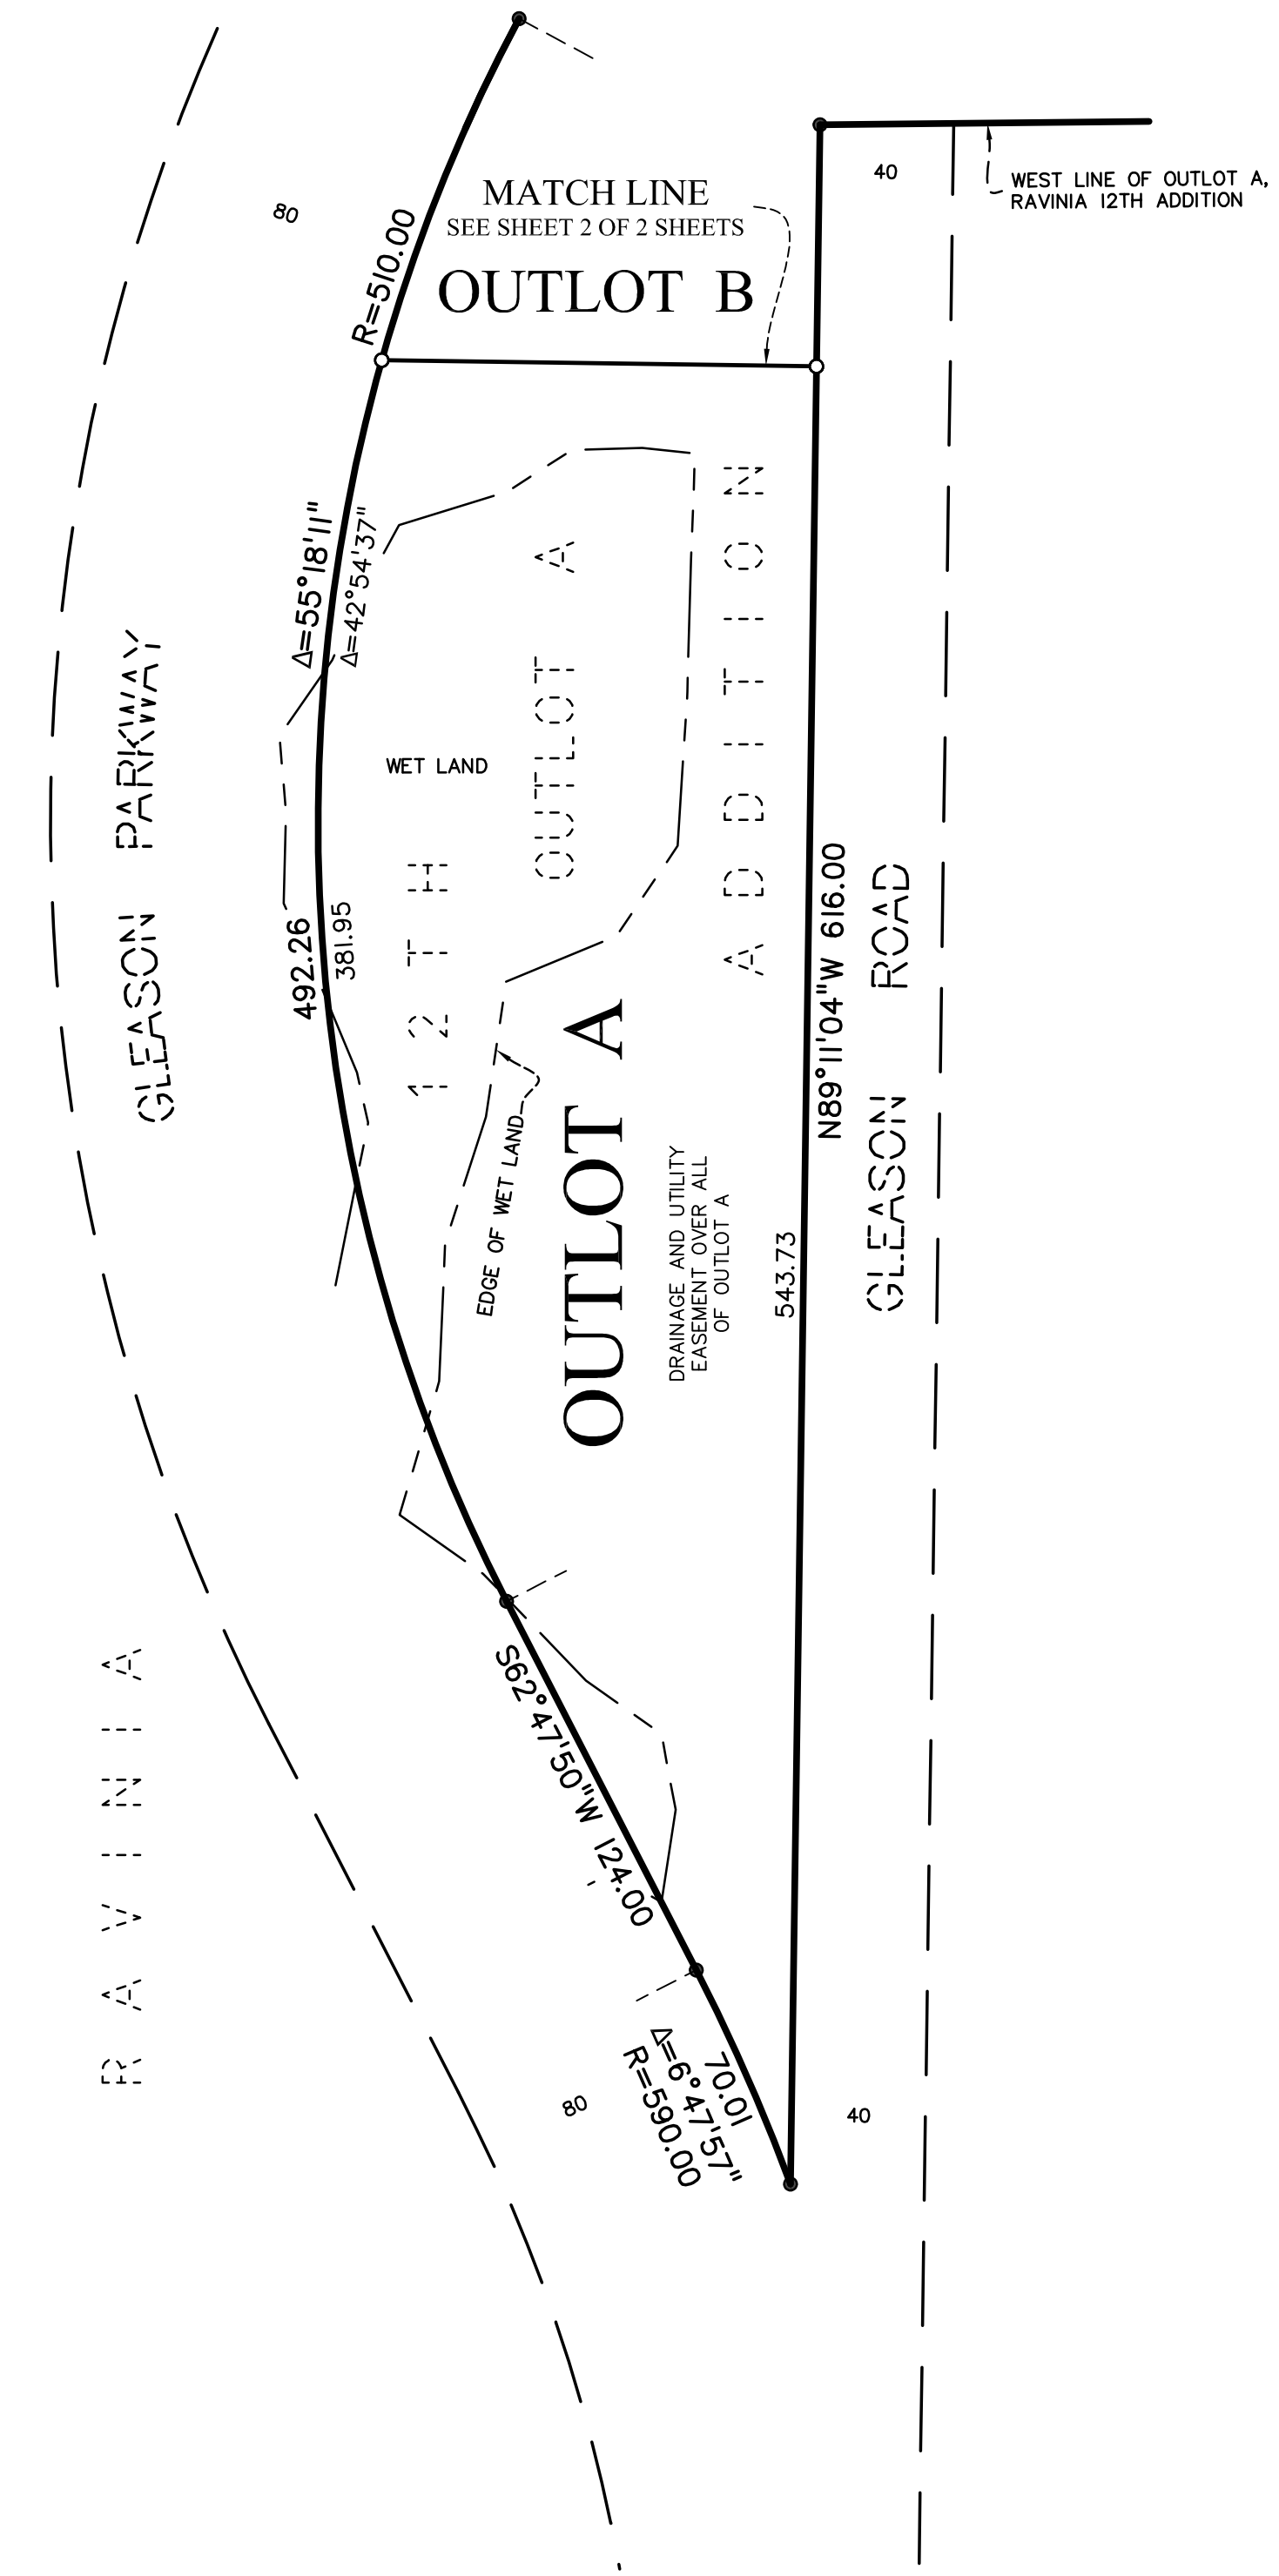 MATCH LINE
SEE SHEET 2 OF 2 SHEETS
OUTLOT B
40
WEST LINE OF OUTLOT A,
RAVINIA 12TH ADDITION
80
R=510.00
Δ=55°18'11"
Δ=42°54'37"
492.26
381.95
GLEASON PARKWAY
WET LAND
12TH
OUTLOT A
ADDITION
N89°11'04"W 616.00
543.73
GLEASON ROAD
EDGE OF WET LAND
OUTLOT A
DRAINAGE AND UTILITY
EASEMENT OVER ALL
OF OUTLOT A
S62°47'50"W 124.00
RAVINIA
70.01
Δ=6°47'57"
R=590.00
80
40